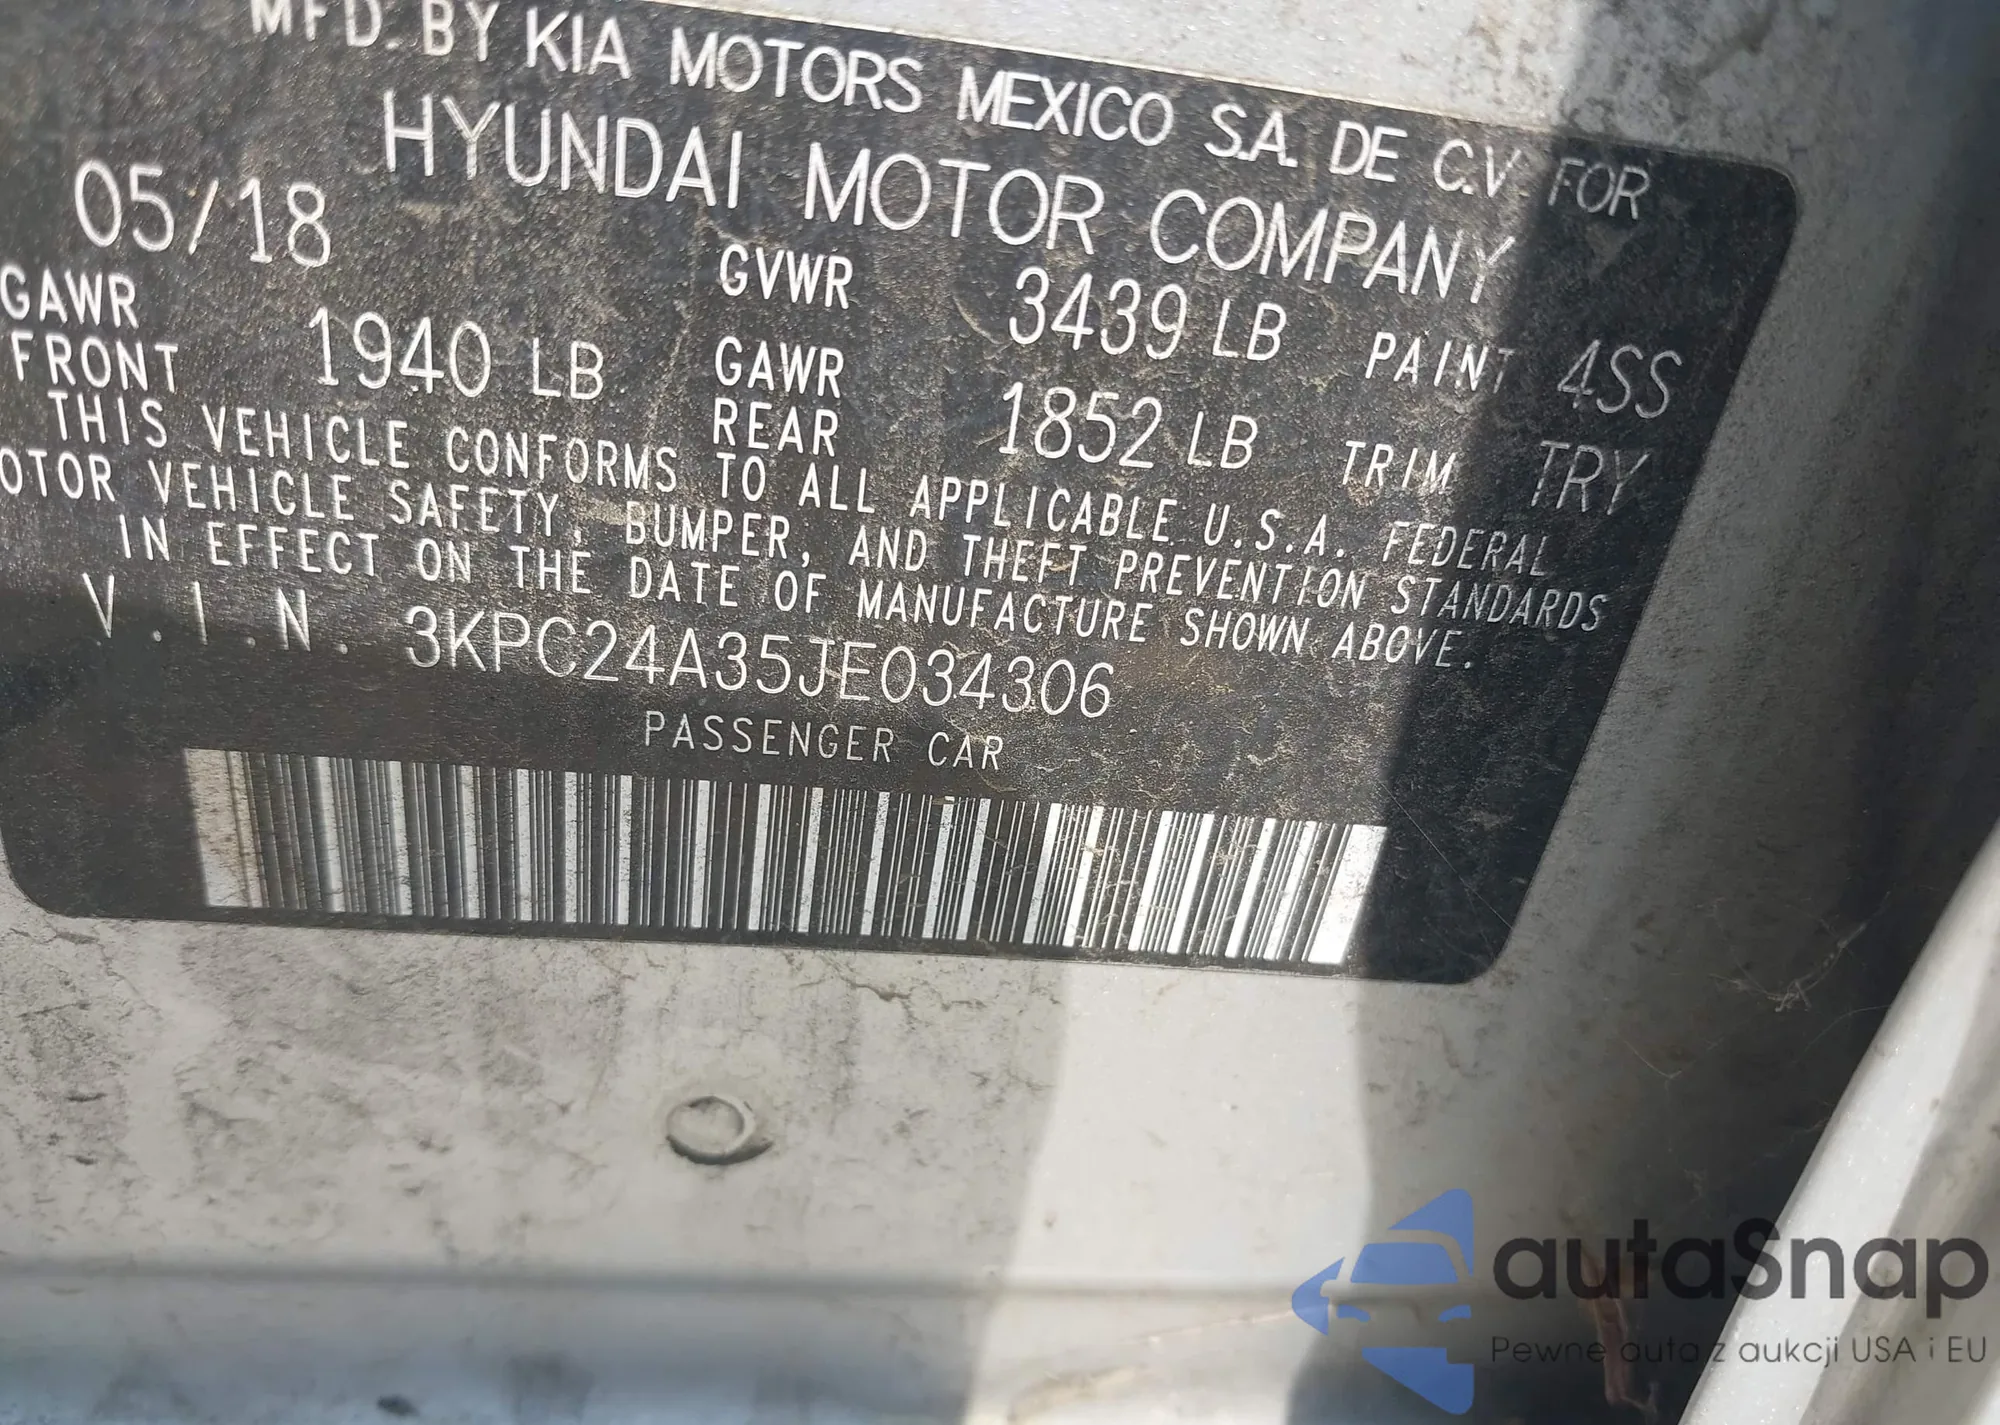 MFD. BY KIA MOTORS MEXICO S.A. DE C.V FOR
HYUNDAI MOTOR COMPANY
05/18
GVWR 3439 LB PAINT 4SS
GAWR FRONT 1940 LB
GAWR REAR 1852 LB TRIM TRY
THIS VEHICLE CONFORMS TO ALL APPLICABLE U.S.A. FEDERAL
OTOR VEHICLE SAFETY, BUMPER, AND THEFT PREVENTION STANDARDS
IN EFFECT ON THE DATE OF MANUFACTURE SHOWN ABOVE.
V.I.N. 3KPC24A35JE034306
PASSENGER CAR
autaSnap
Pewne auta z aukcji USA i EU